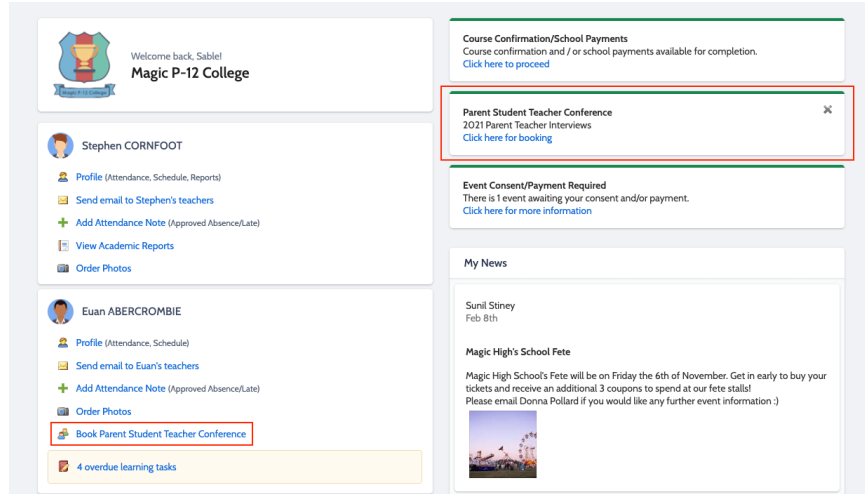 Welcome back, Sable!
Magic P-12 College
Magic P-12 College
Stephen CORNFOOT
Profile (Attendance, Schedule, Reports)
Send email to Stephen's teachers
Add Attendance Note (Approved Absence/Late)
View Academic Reports
Order Photos
Euan ABERCROMBIE
Profile (Attendance, Schedule)
Send email to Euan's teachers
Add Attendance Note (Approved Absence/Late)
Order Photos
Book Parent Student Teacher Conference
4 overdue learning tasks
Course Confirmation/School Payments
Course confirmation and / or school payments available for completion.
Click here to proceed
Parent Student Teacher Conference
2021 Parent Teacher Interviews
Click here for booking
Event Consent/Payment Required
There is 1 event awaiting your consent and/or payment.
Click here for more information
My News
Sunil Stiney
Feb 8th
Magic High's School Fete
Magic High School's Fete will be on Friday the 6th of November. Get in early to buy your
tickets and receive an additional 3 coupons to spend at our fete stalls!
Please email Donna Pollard if you would like any further event information :)